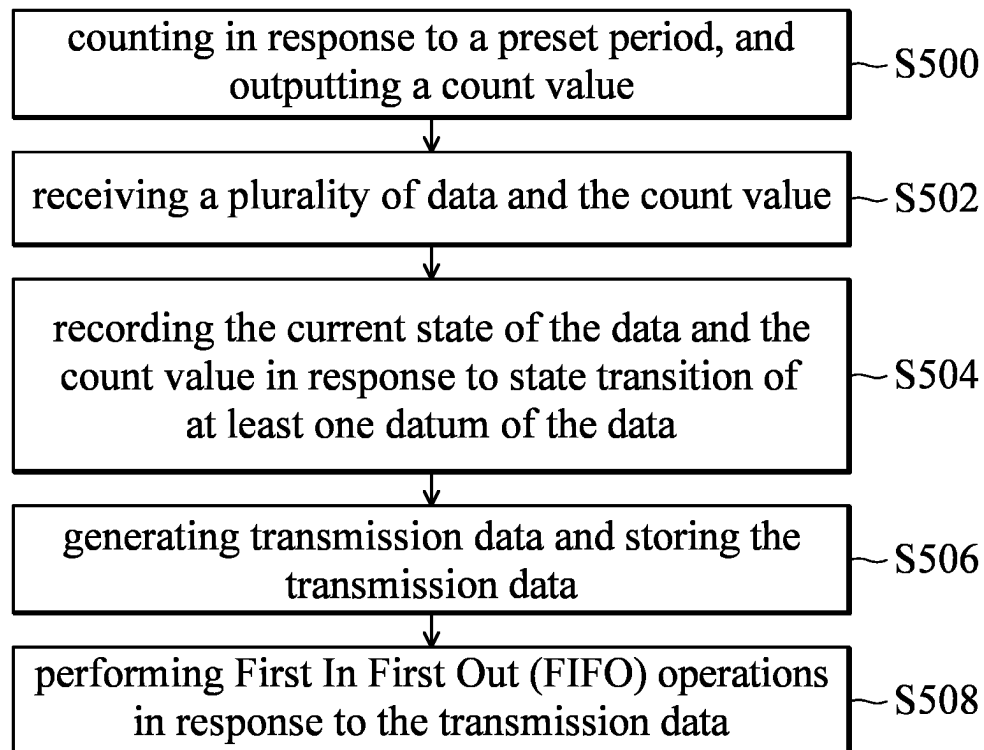 counting in response to a preset period, and
outputting a count value
S500
receiving a plurality of data and the count value
S502
recording the current state of the data and the
count value in response to state transition of
at least one datum of the data
S504
generating transmission data and storing the
transmission data
S506
performing First In First Out (FIFO) operations
in response to the transmission data
S508